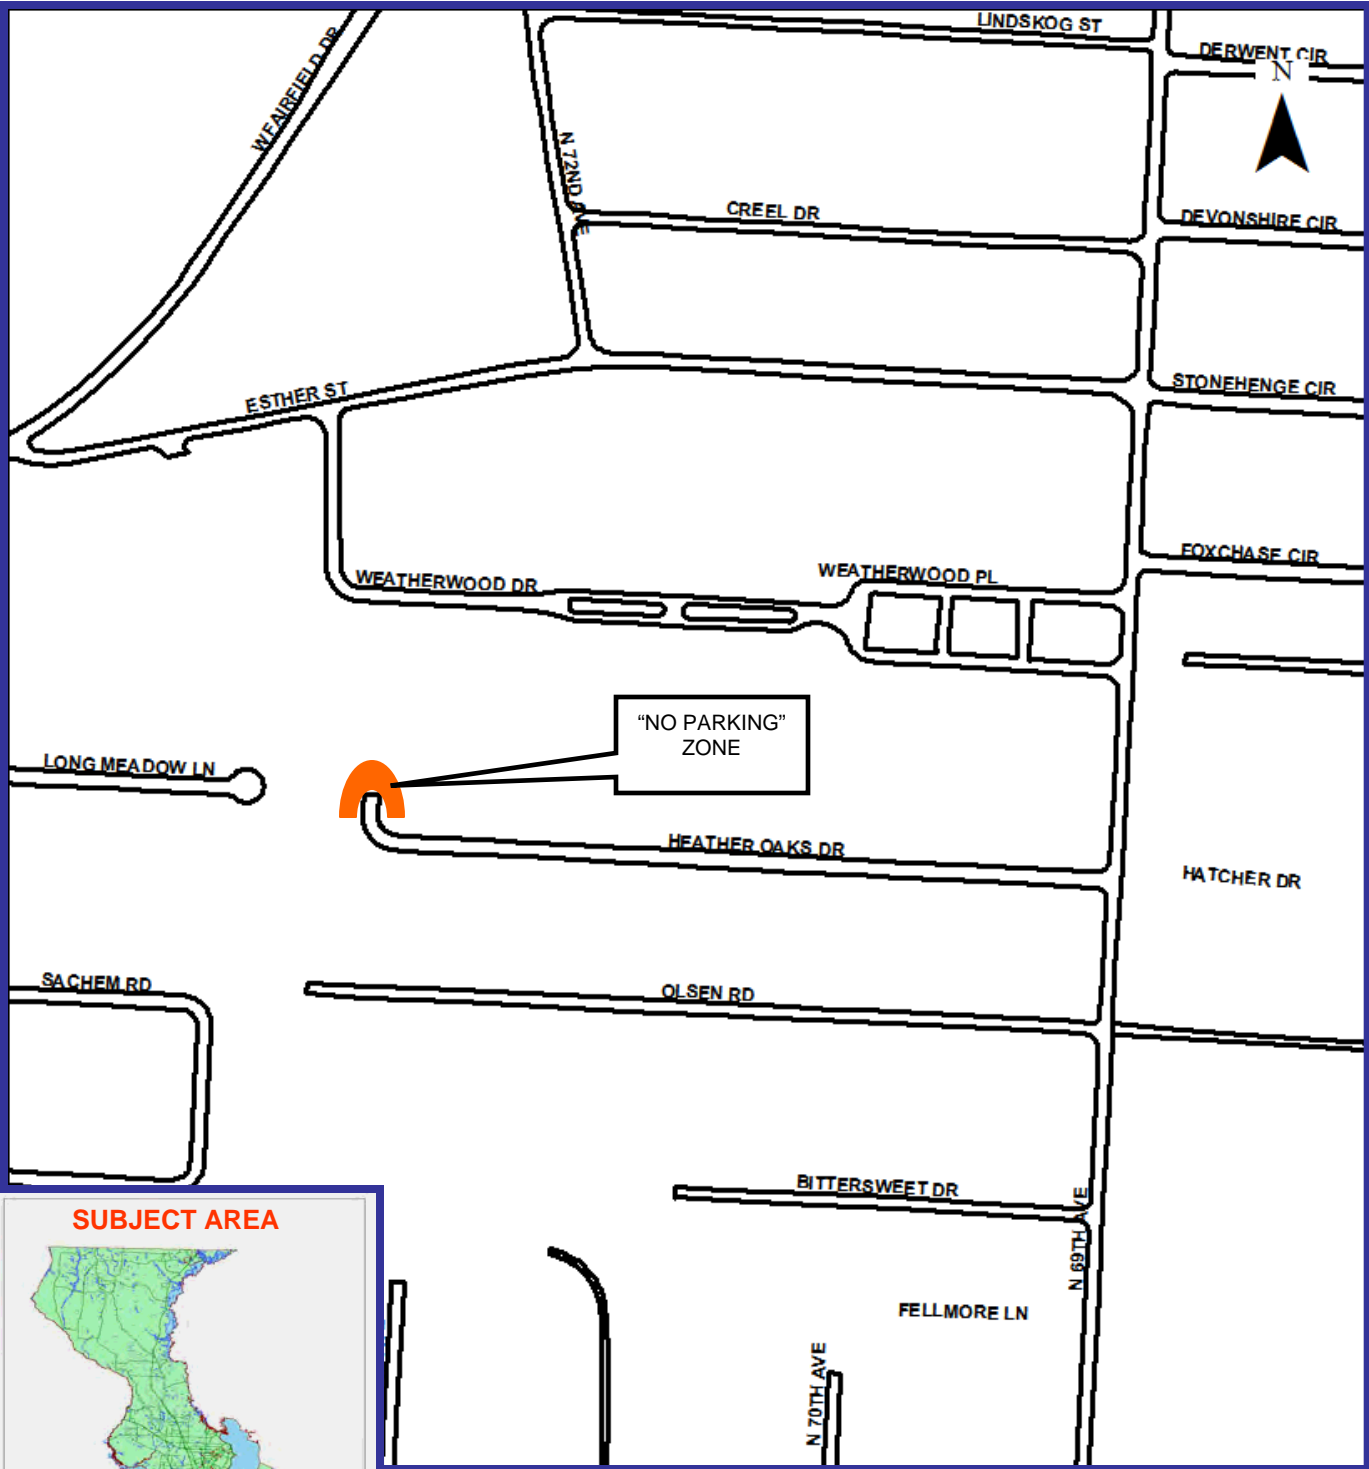 LINDSKOG ST
DERWENT CIR
N
W FAIRFIELD DR
N 72ND AVE
CREEL DR
DEVONSHIRE CIR
STONEHENGE CIR
ESTHER ST
FOXCHASE CIR
WEATHERWOOD DR
WEATHERWOOD PL
“NO PARKING”
ZONE
LONG MEADOW LN
HEATHER OAKS DR
HATCHER DR
SACHEM RD
OLSEN RD
BITTERSWEET DR
N 69TH AVE
SUBJECT AREA
FELLMORE LN
N 70TH AVE